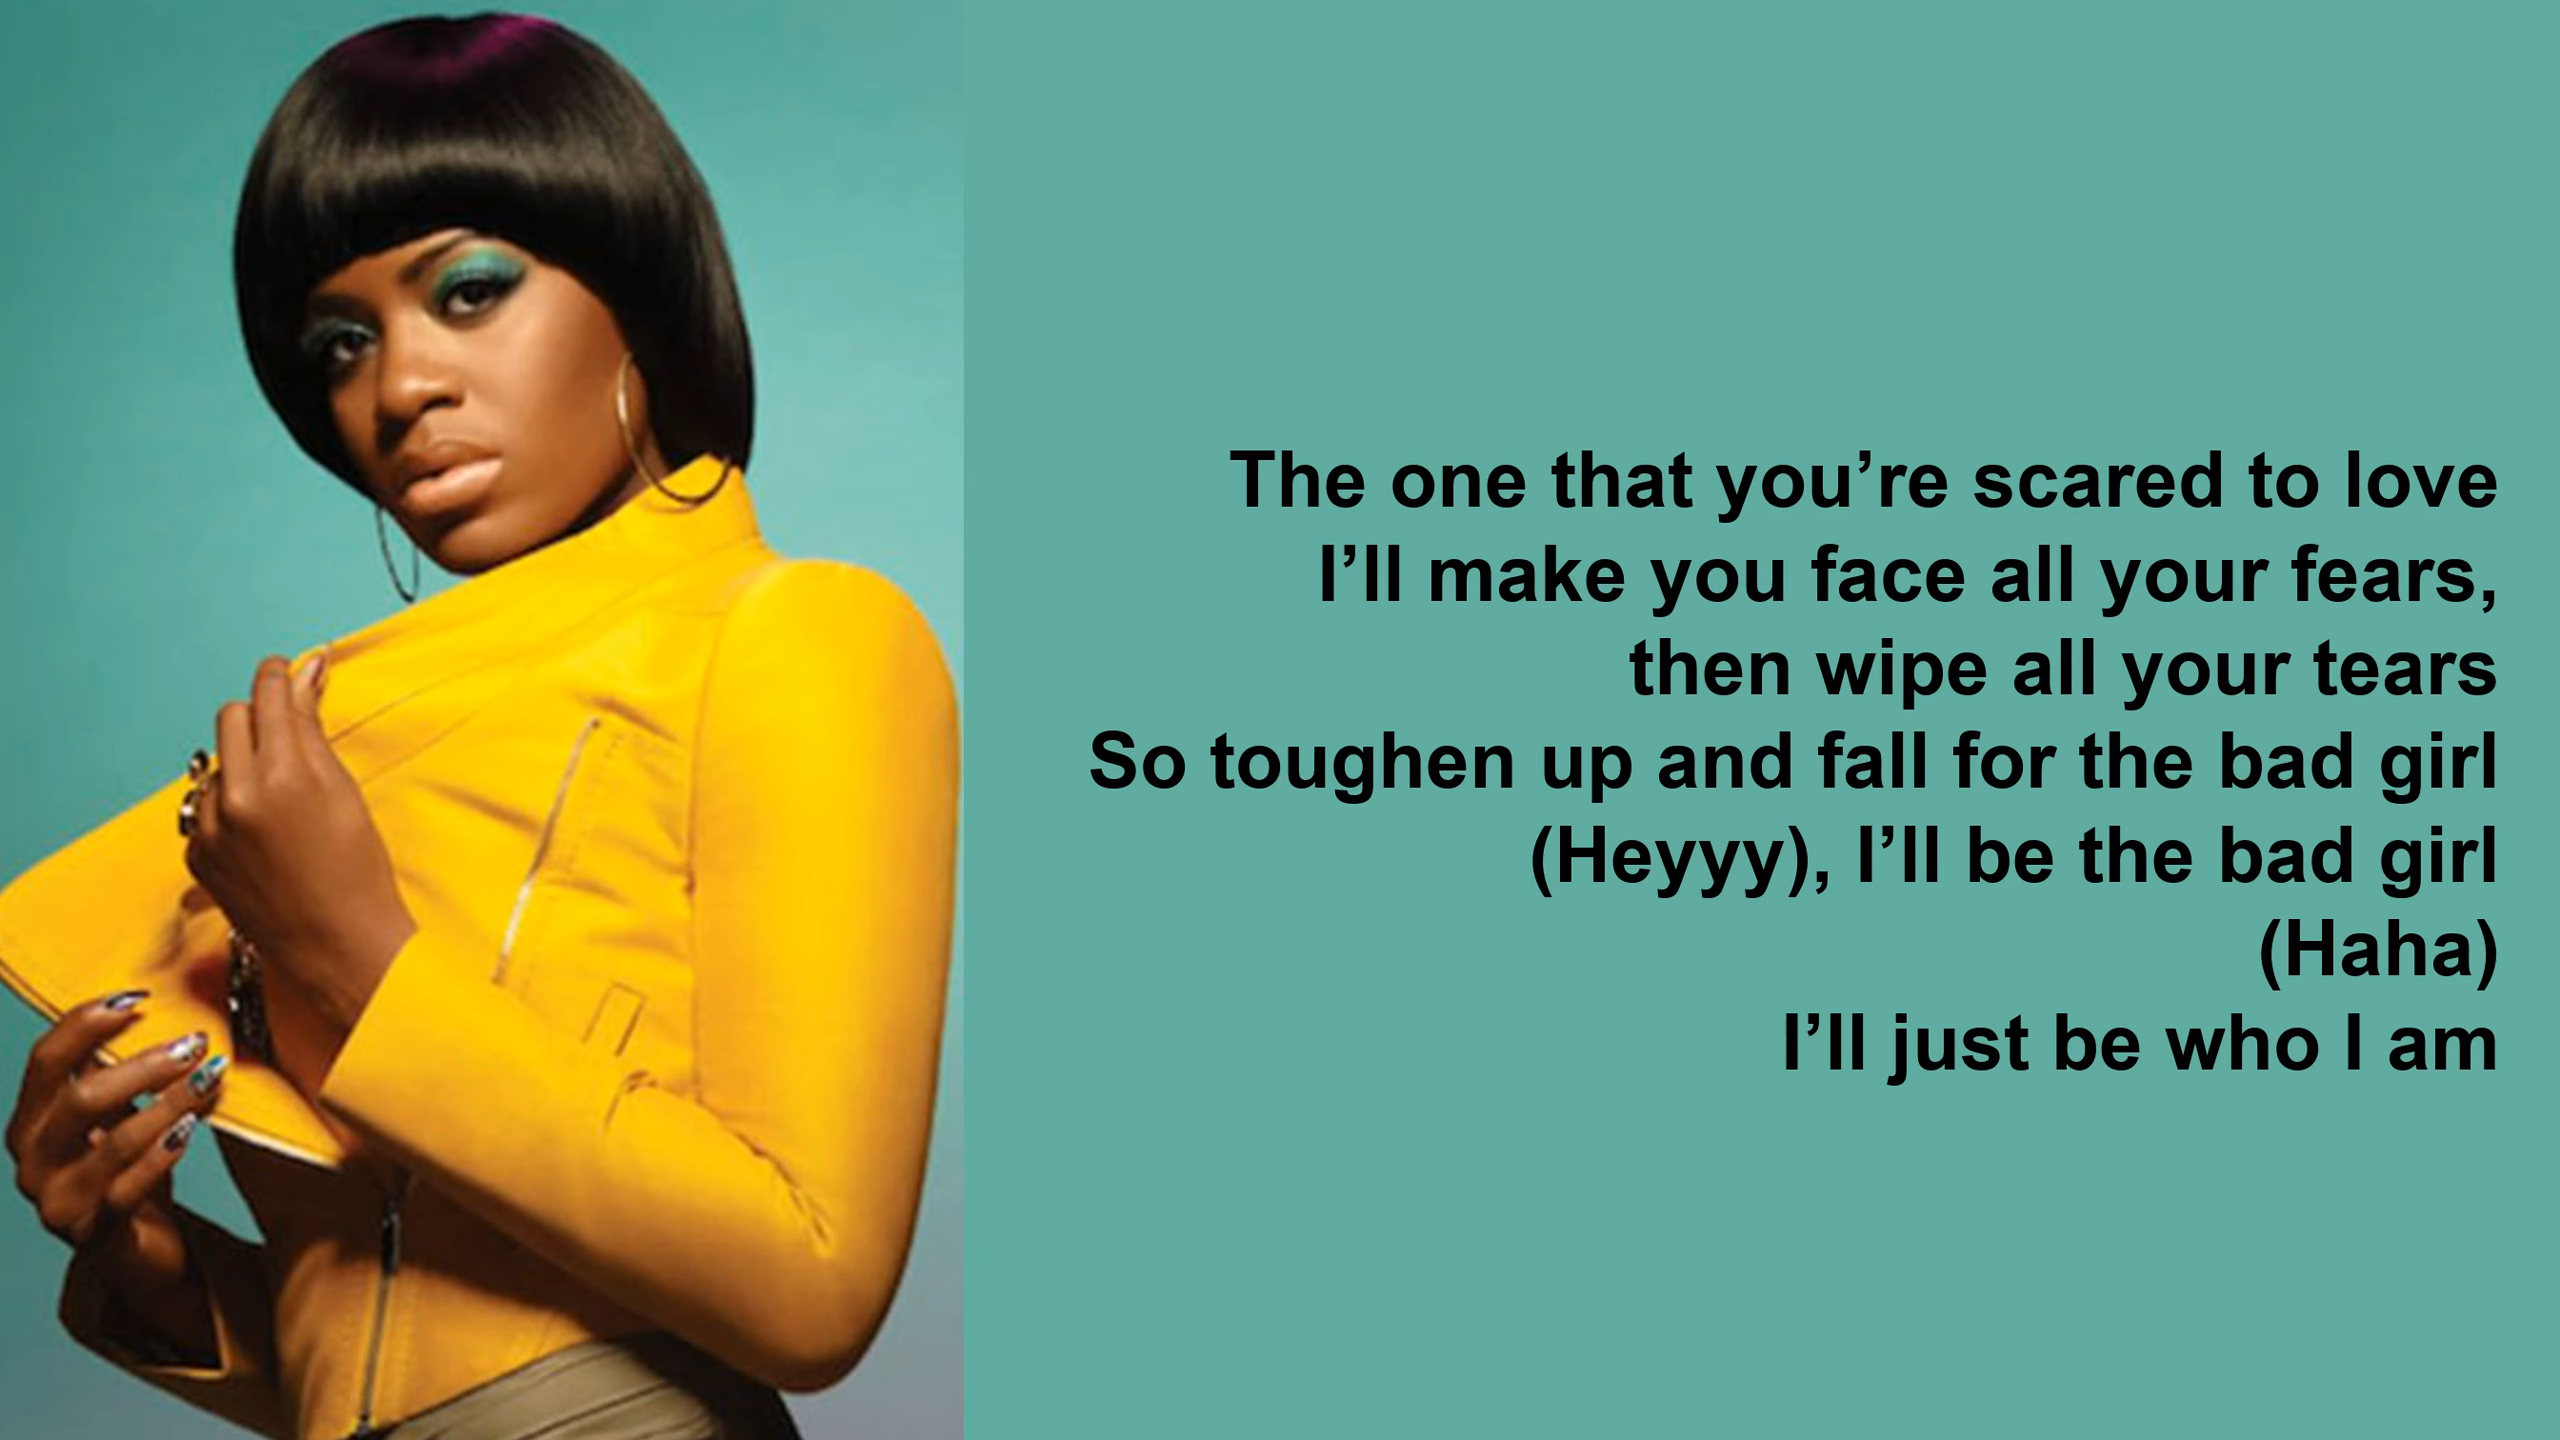 The one that you’re scared to love
I’ll make you face all your fears,
then wipe all your tears
So toughen up and fall for the bad girl
(Heyyy), I’ll be the bad girl
(Haha)
I’ll just be who I am